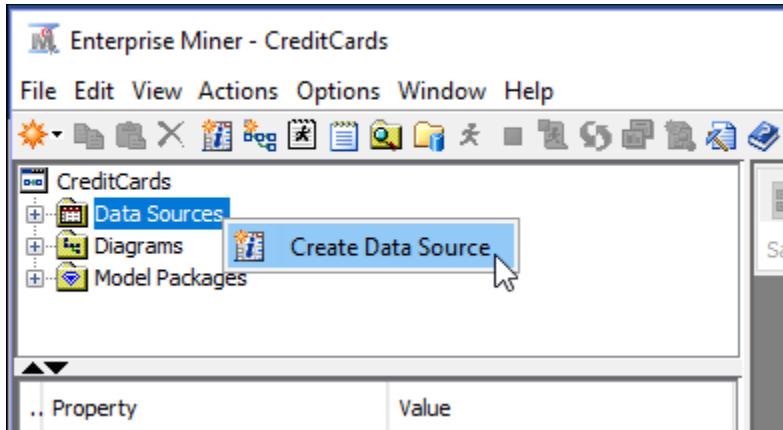 Enterprise Miner - CreditCards
File Edit View Actions Options Window Help
CreditCards
Data Sources
Create Data Source
Diagrams
Model Packages
.. Property Value